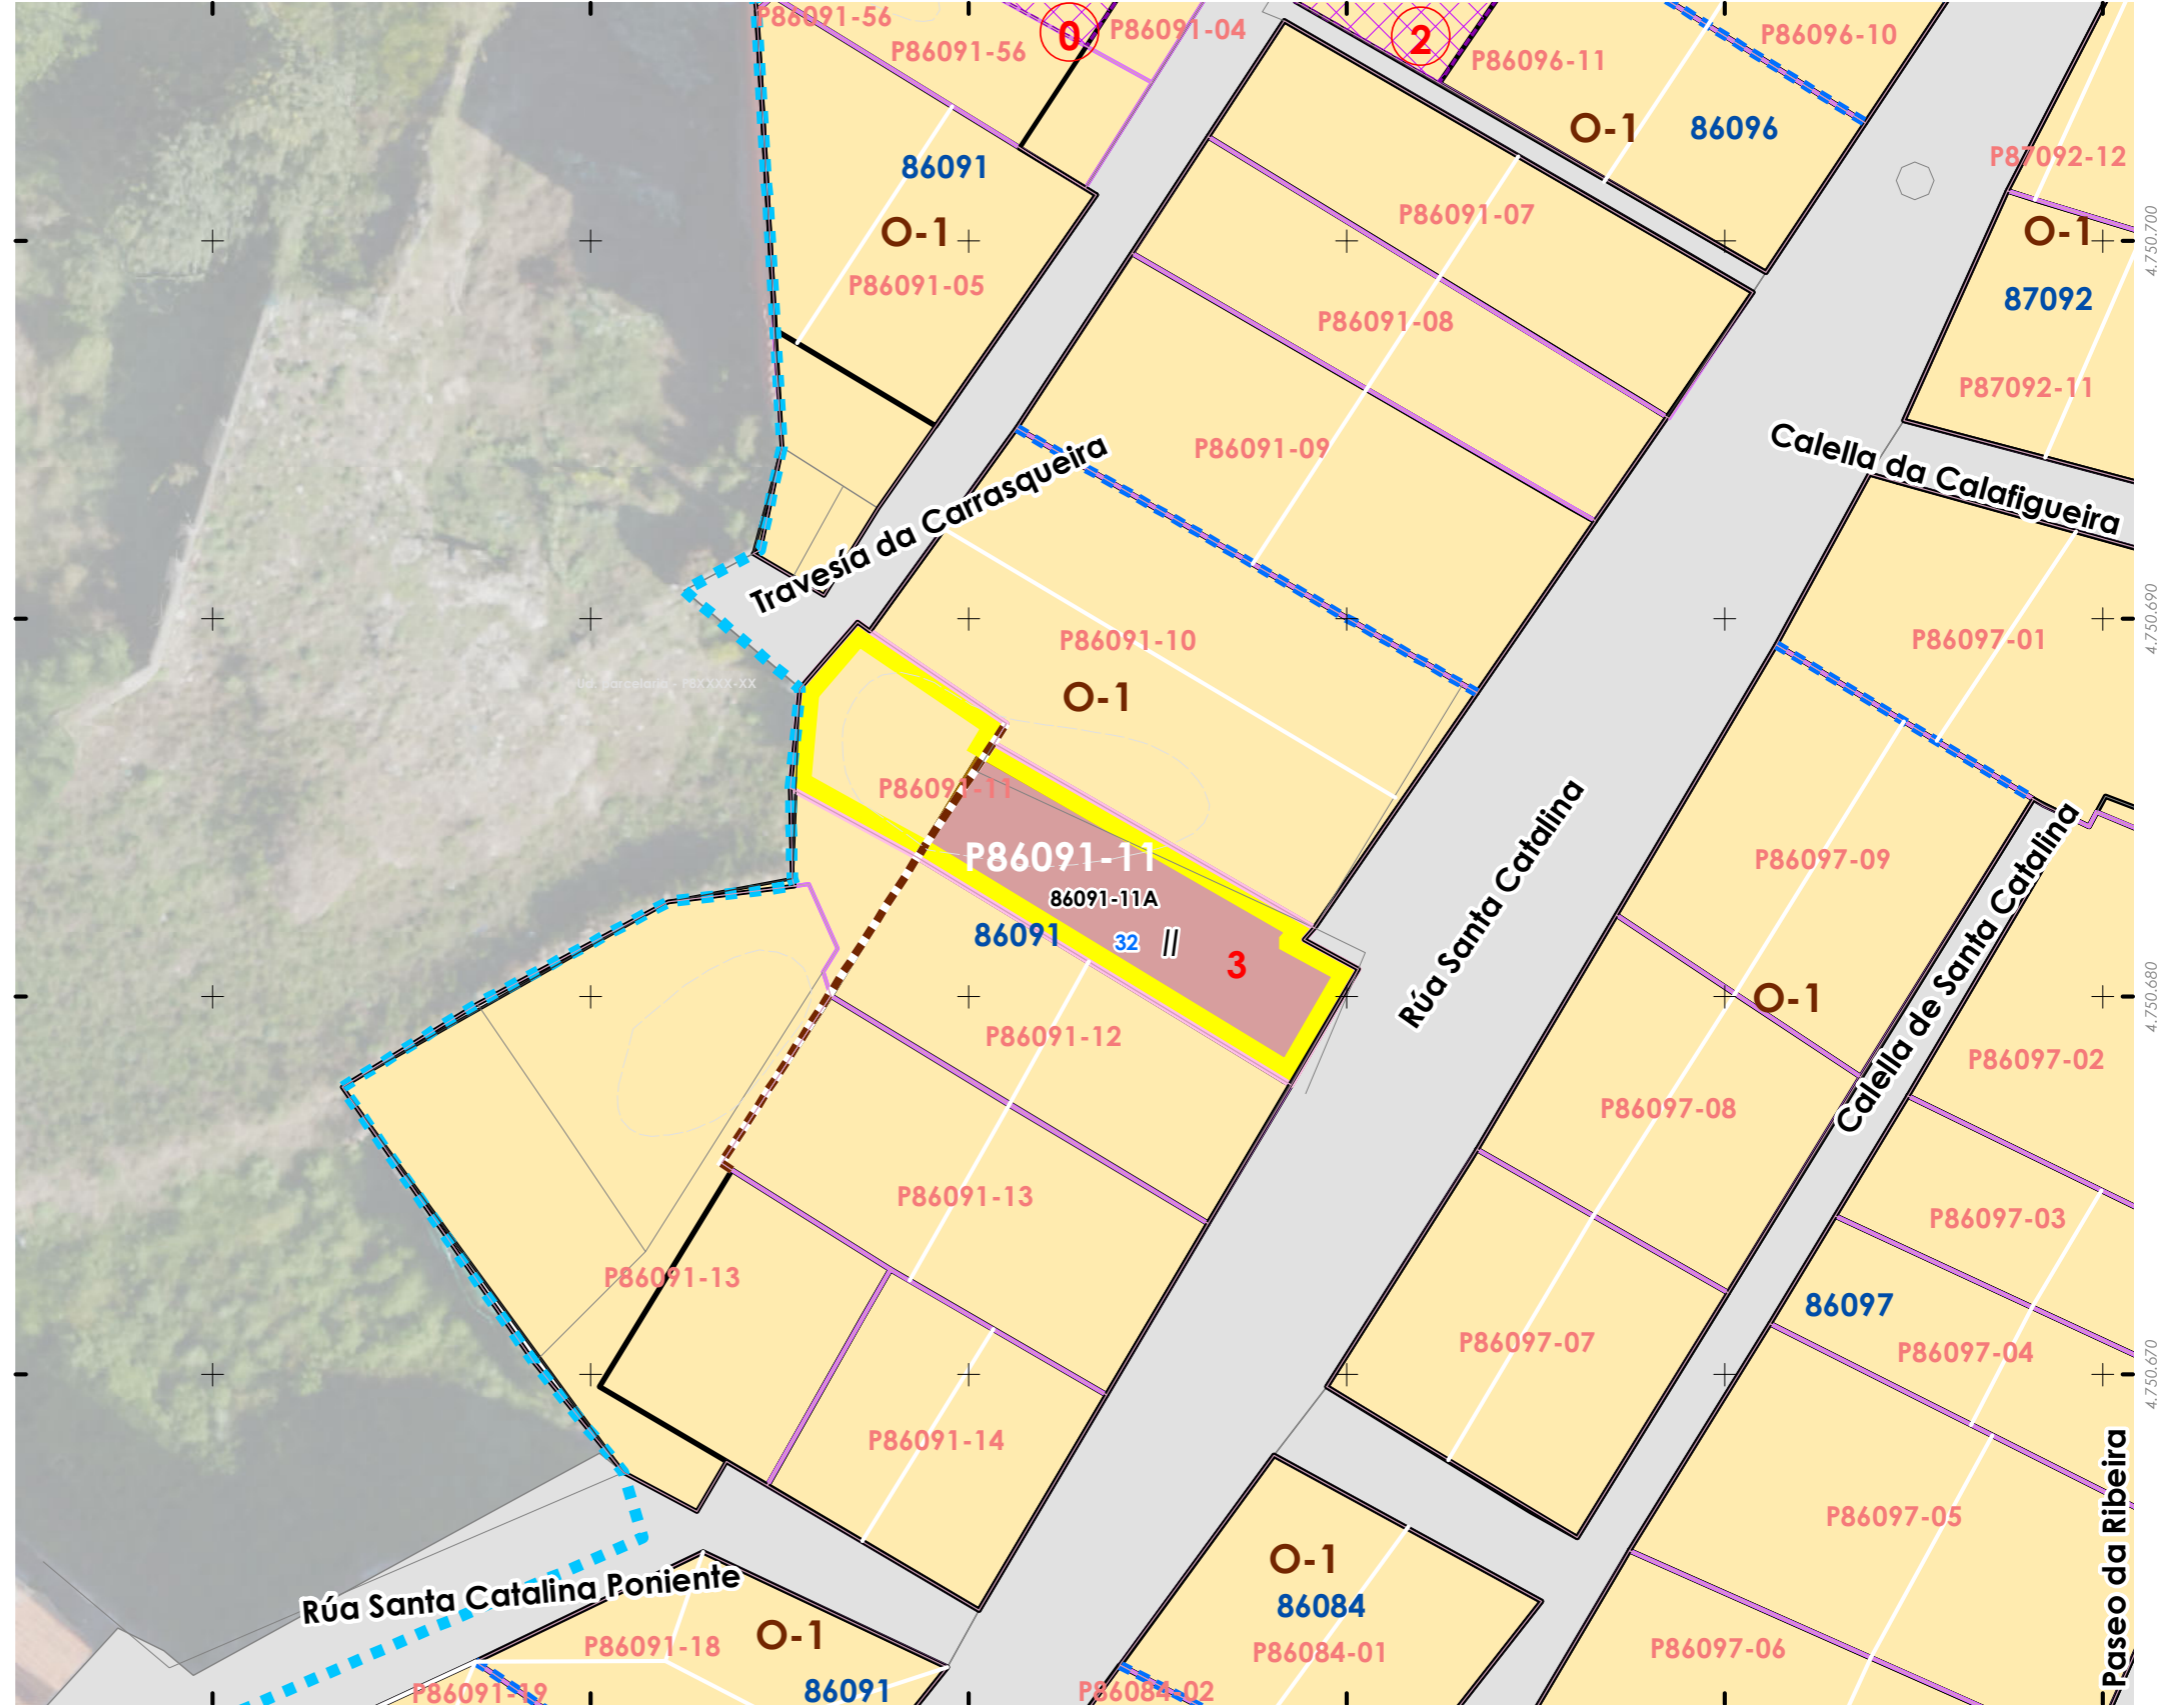 P86091-56
P86091-56
0
P86091-04
2
P86096-11
P86096-10
O-1
86096
86091
P87092-12
O-1
P86091-07
O-1
4.750.700
P86091-05
87092
P86091-08
P87092-11
P86091-09
Calella da Calafigueira
Travesía da Carrasqueira
4.750.690
P86091-10
P86097-01
O-1
P86091-11
P86091-11
86091-11A
86091
32
II
3
Rúa Santa Catalina
P86097-09
Calella de Santa Catalina
O-1
4.750.680
P86091-12
P86097-02
P86097-08
P86091-13
P86097-03
P86091-13
86097
P86097-07
P86097-04
4.750.670
P86091-14
P86097-05
Paseo da Ribeira
O-1
86084
Rúa Santa Catalina Poniente
P86091-18
O-1
P86084-01
P86097-06
P86091-19
86091
P86084-02